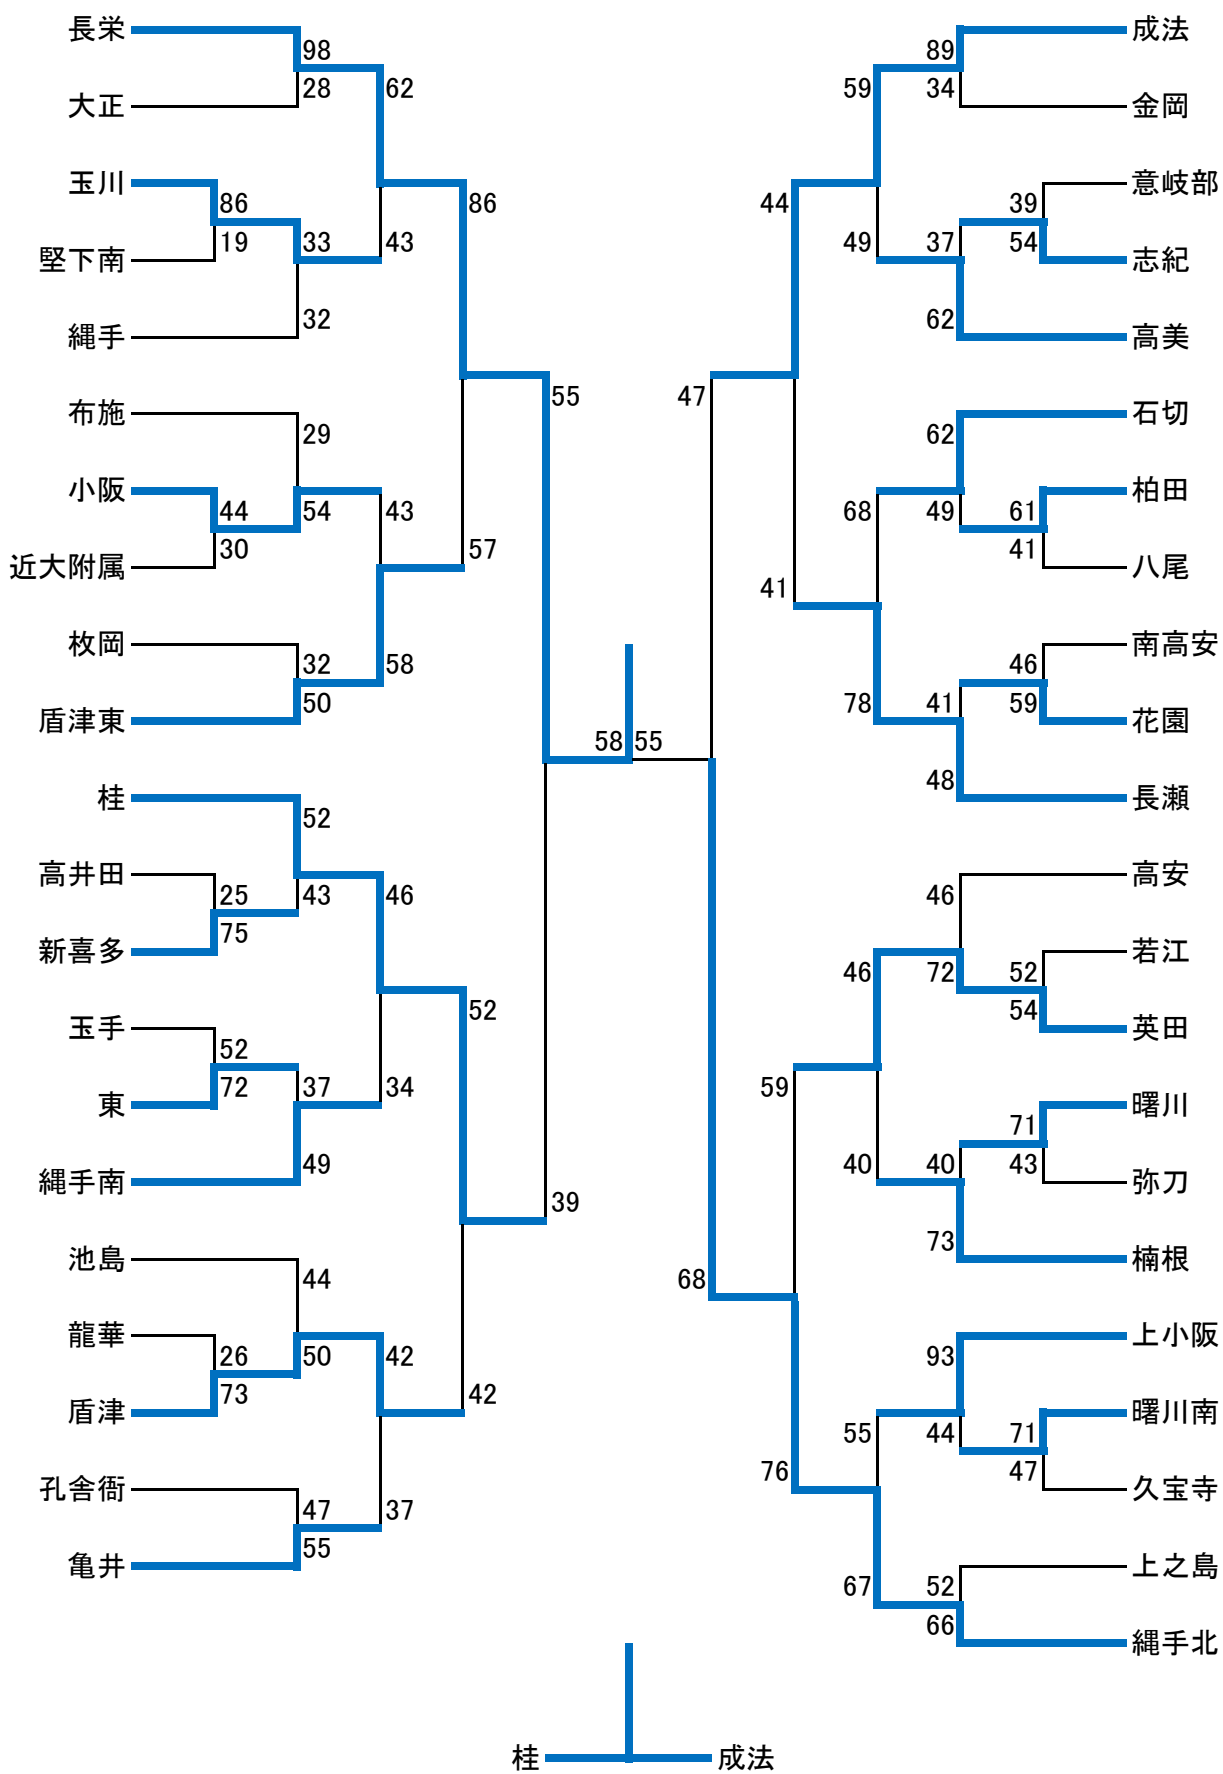 長栄
98
28
62
大正
玉川
86
19
33
43
86
堅下南
32
縄手
55
布施
29
小阪
44
54
43
30
近大附属
57
枚岡
32
58
50
盾津東
58 55
桂
52
高井田
25
43
46
75
新喜多
52
玉手
52
72
37
34
東
49
縄手南
39
池島
44
龍華
26
50
42
73
盾津
42
孔舎衙
47
37
55
亀井
成法
89
59
34
金岡
意岐部
44
39
49
37
54
志紀
62
高美
47
石切
62
柏田
68
49
61
41
八尾
41
南高安
46
78
41
59
花園
48
長瀬
高安
46
若江
46
72
52
54
英田
59
曙川
71
40
40
43
弥刀
73
楠根
68
上小阪
93
曙川南
55
44
71
76
47
久宝寺
上之島
67
52
66
縄手北
桂 成法